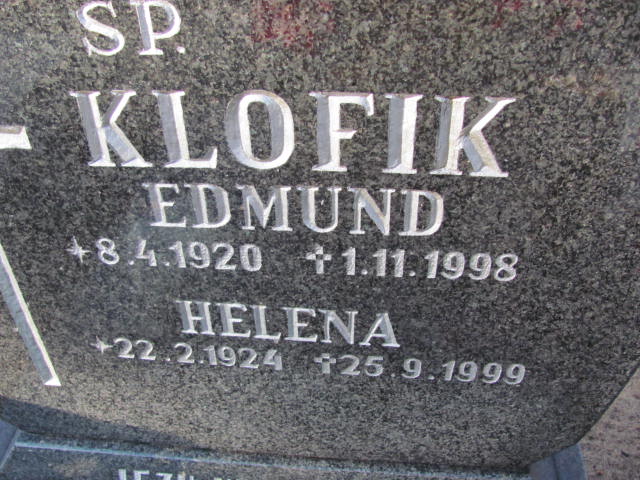 SP.
KLOFIK
EDMUND
*8.4.1920 †1.11.1998
HELENA
*22.2.1924 †25.9.1999